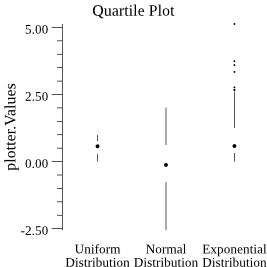 Quartile Plot
5.00
2.50
0.00
-2.50
plotter.Values
Uniform Distribution
Normal Distribution
Exponential Distribution